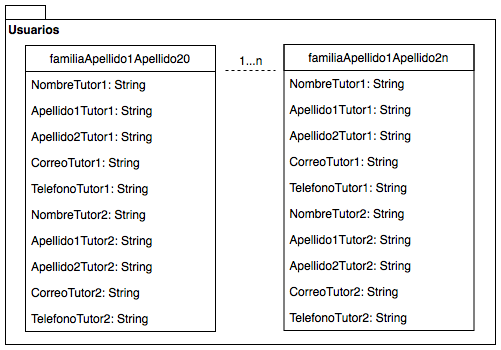 Usuarios
familiaApellido1Apellido20
NombreTutor1: String
Apellido1Tutor1: String
Apellido2Tutor1: String
CorreoTutor1: String
TelefonoTutor1: String
NombreTutor2: String
Apellido1Tutor2: String
Apellido2Tutor2: String
CorreoTutor2: String
TelefonoTutor2: String
1...n
familiaApellido1Apellido2n
NombreTutor1: String
Apellido1Tutor1: String
Apellido2Tutor1: String
CorreoTutor1: String
TelefonoTutor1: String
NombreTutor2: String
Apellido1Tutor2: String
Apellido2Tutor2: String
CorreoTutor2: String
TelefonoTutor2: String